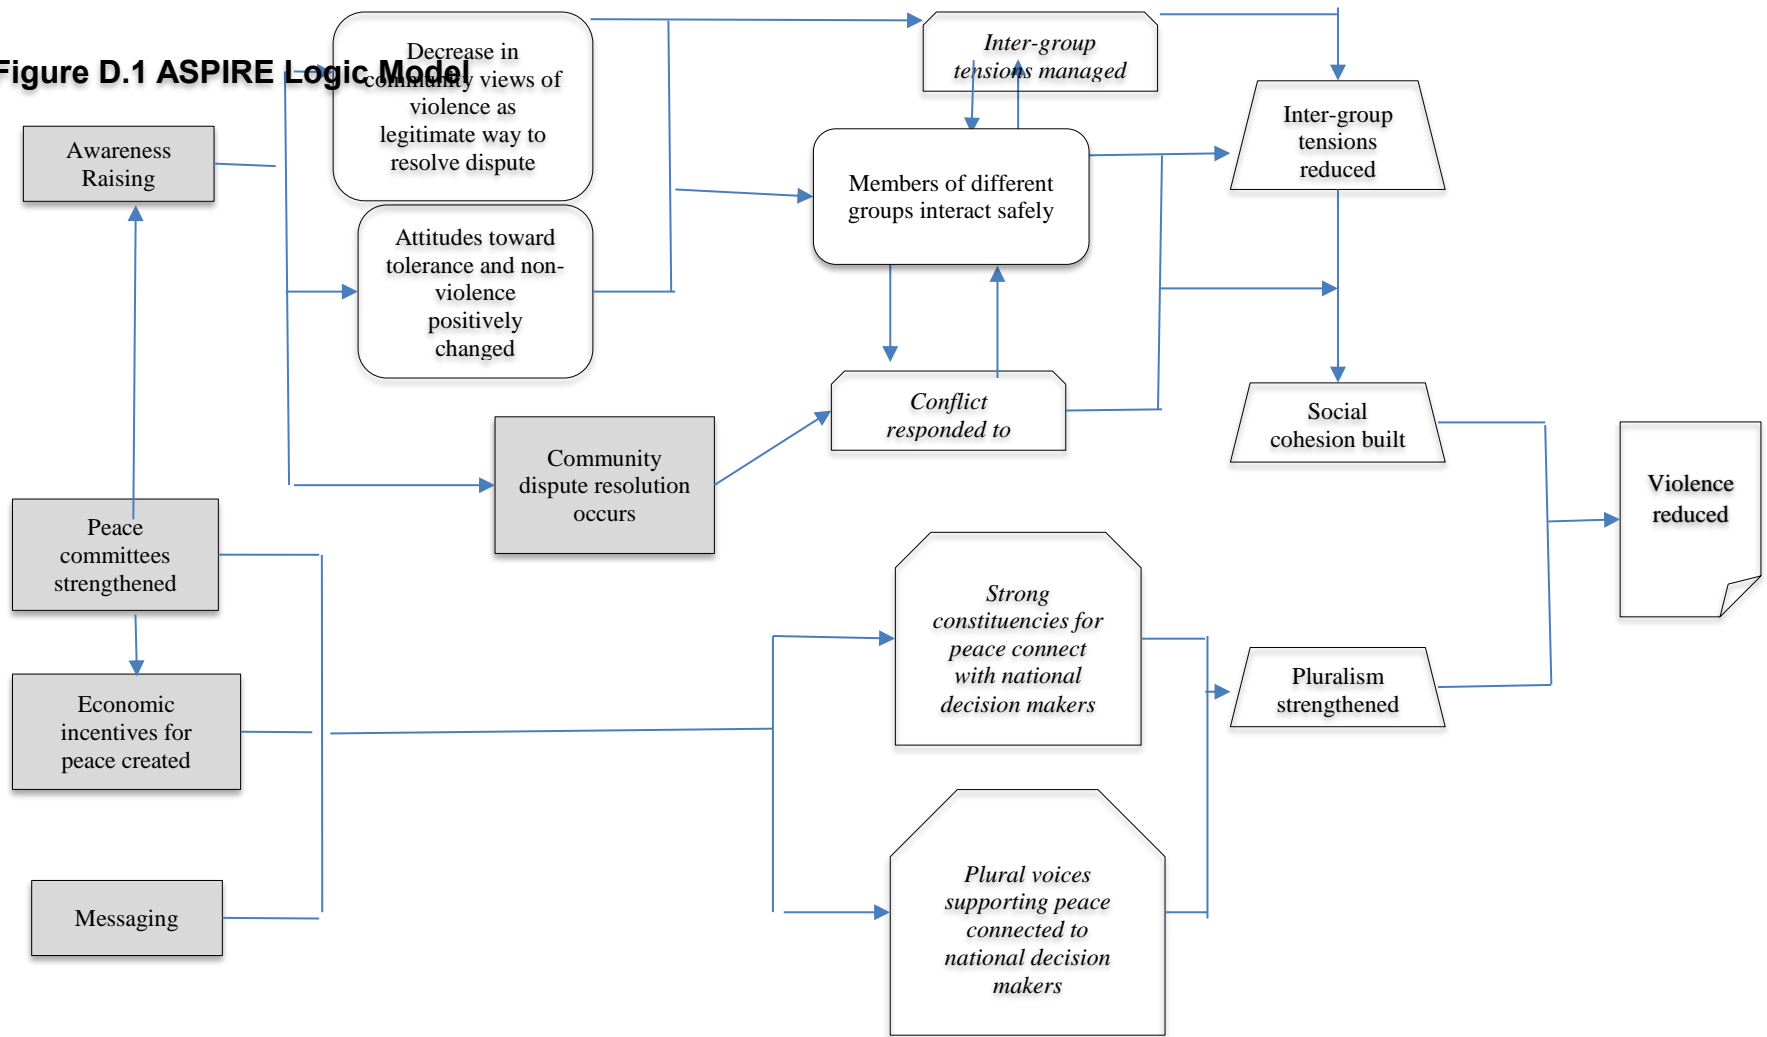 Figure D.1 ASPIRE Logic Model
Decrease in
community views of
violence as
legitimate way to
resolve dispute
Inter-group
tensions managed
Inter-group
tensions
reduced
Awareness
Raising
Members of different
groups interact safely
Attitudes toward
tolerance and non-
violence
positively
changed
Conflict
responded to
Social
cohesion built
Community
dispute resolution
occurs
Violence
reduced
Peace
committees
strengthened
Strong
constituencies for
peace connect
with national
decision makers
Pluralism
strengthened
Economic
incentives for
peace created
Messaging
Plural voices
supporting peace
connected to
national decision
makers